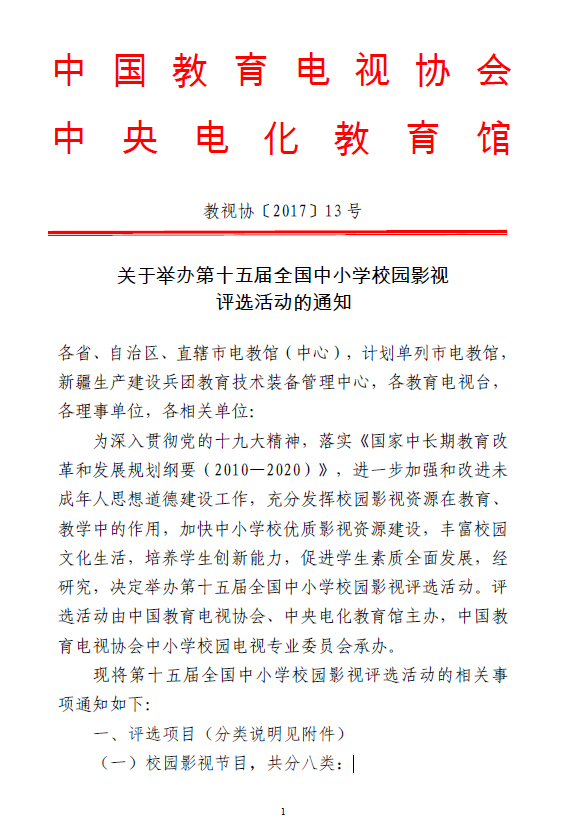 中国教育电视协会
中央电化教育馆
教视协〔2017〕13 号
关于举办第十五届全国中小学校园影视
评选活动的通知
各省、自治区、直辖市电教馆（中心），计划单列市电教馆，
新疆生产建设兵团教育技术装备管理中心，各教育电视台，
各理事单位，各相关单位：
为深入贯彻党的十九大精神，落实《国家中长期教育改
革和发展规划纲要（2010—2020）》，进一步加强和改进未
成年人思想道德建设工作，充分发挥校园影视资源在教育、
教学中的作用，加快中小学校优质影视资源建设，丰富校园
文化生活，培养学生创新能力，促进学生素质全面发展，经
研究，决定举办第十五届全国中小学校园影视评选活动。评
选活动由中国教育电视协会、中央电化教育馆主办，中国教
育电视协会中小学校园电视专业委员会承办。
现将第十五届全国中小学校园影视评选活动的相关事
项通知如下：
一、评选项目（分类说明见附件）
（一）校园影视节目，共分八类：
1